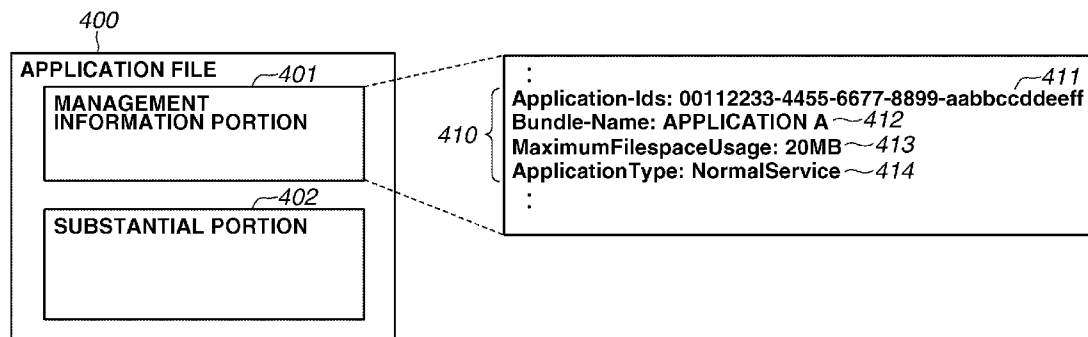 400
APPLICATION FILE
401
MANAGEMENT
INFORMATION PORTION
402
SUBSTANTIAL PORTION
:
411
410
Application-Ids: 00112233-4455-6677-8899-aabbccddeeff
Bundle-Name: APPLICATION A 412
MaximumFilespaceUsage: 20MB 413
ApplicationType: NormalService 414
: